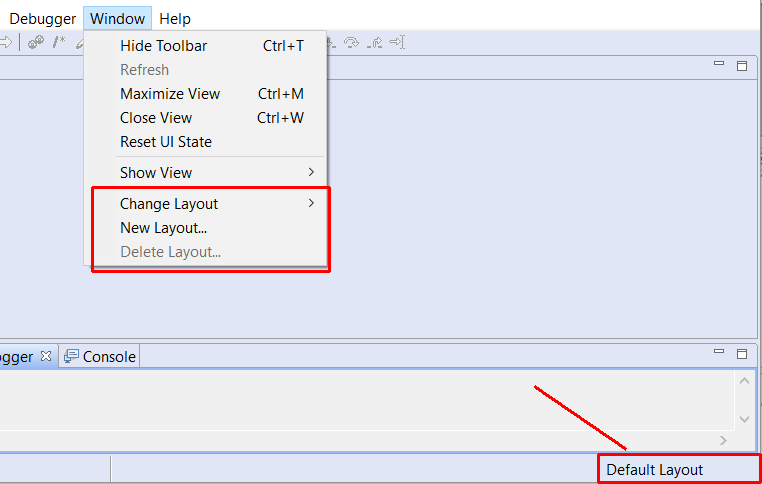 Debugger Window Help
Hide Toolbar Ctrl+T
Refresh
Maximize View Ctrl+M
Close View Ctrl+W
Reset UI State
Show View
Change Layout
New Layout...
Delete Layout...
ogger Console
Default Layout